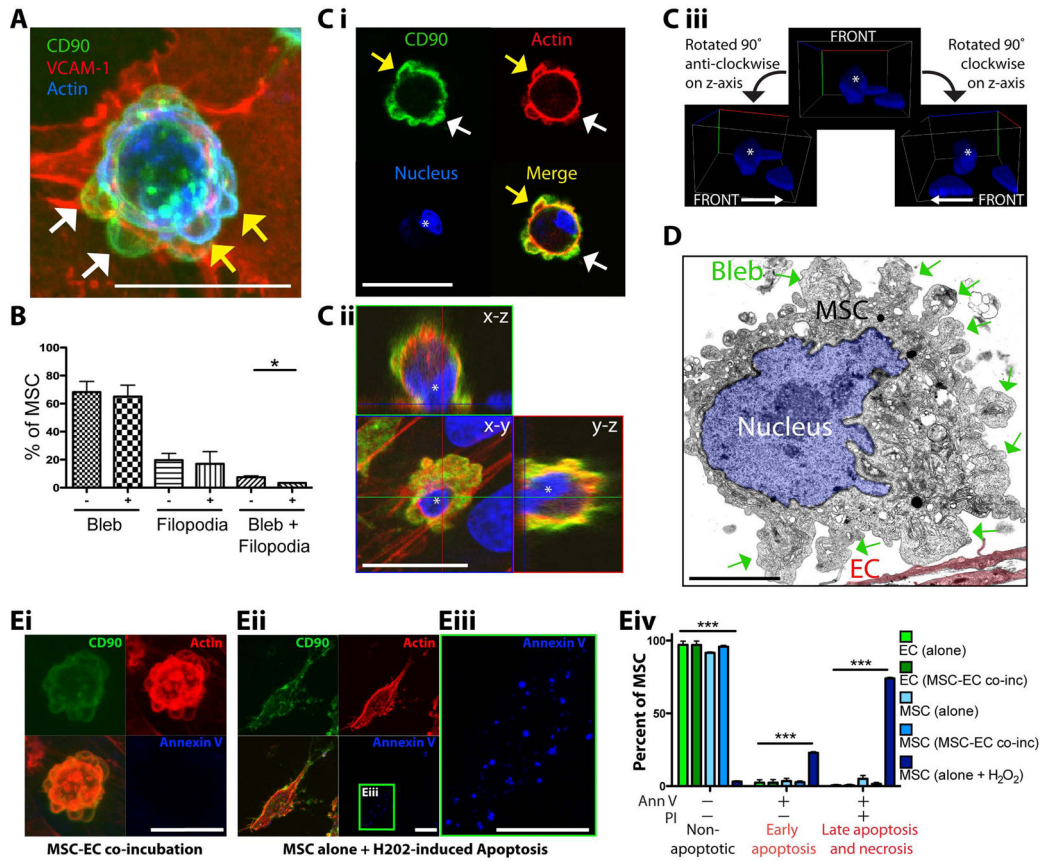 A
CD90
VCAM-1
Actin
C i
CD90
Actin
Nucleus
*
Merge
C iii
FRONT
Rotated 90˚
anti-clockwise
on z-axis
Rotated 90˚
clockwise
on z-axis
*
*
*
FRONT
FRONT
B
% of MSC
100
80
60
40
20
0
*
- + - + - +
Bleb
Filopodia
Bleb +
Filopodia
C ii
x-z
*
x-y
*
y-z
*
D
Bleb
MSC
Nucleus
EC
Ei
CD90
Actin
Annexin V
MSC-EC co-incubation
Eii
CD90
Actin
Annexin V
Eiii
Eiii
Annexin V
MSC alone + H202-induced Apoptosis
Eiv
Percent of MSC
100
50
0
***
***
***
Ann V − + +
PI − − +
Non-
apoptotic
Early
apoptosis
Late apoptosis
and necrosis
EC (alone)
EC (MSC-EC co-inc)
MSC (alone)
MSC (MSC-EC co-inc)
MSC (alone + H₂O₂)